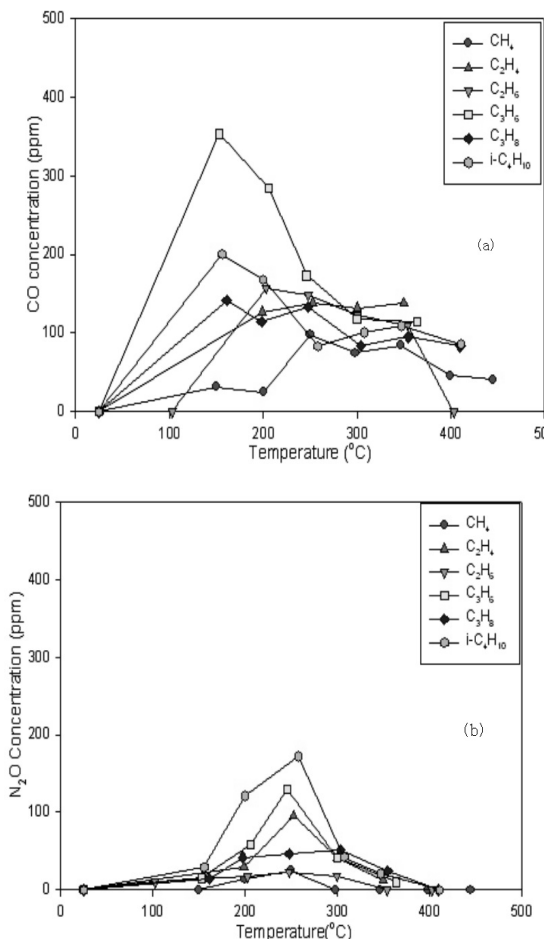 500
400
300
200
100
0
CO concentration (ppm)
CH₄
C₂H₄
C₂H₆
C₃H₆
C₃H₈
i-C₄H₁₀
(a)
0 100 200 300 400 500
Temperature (°C)
500
400
300
200
100
0
N₂O Concentration (ppm)
CH₄
C₂H₄
C₂H₆
C₃H₆
C₃H₈
i-C₄H₁₀
(b)
0 100 200 300 400 500
Temperature(°C)